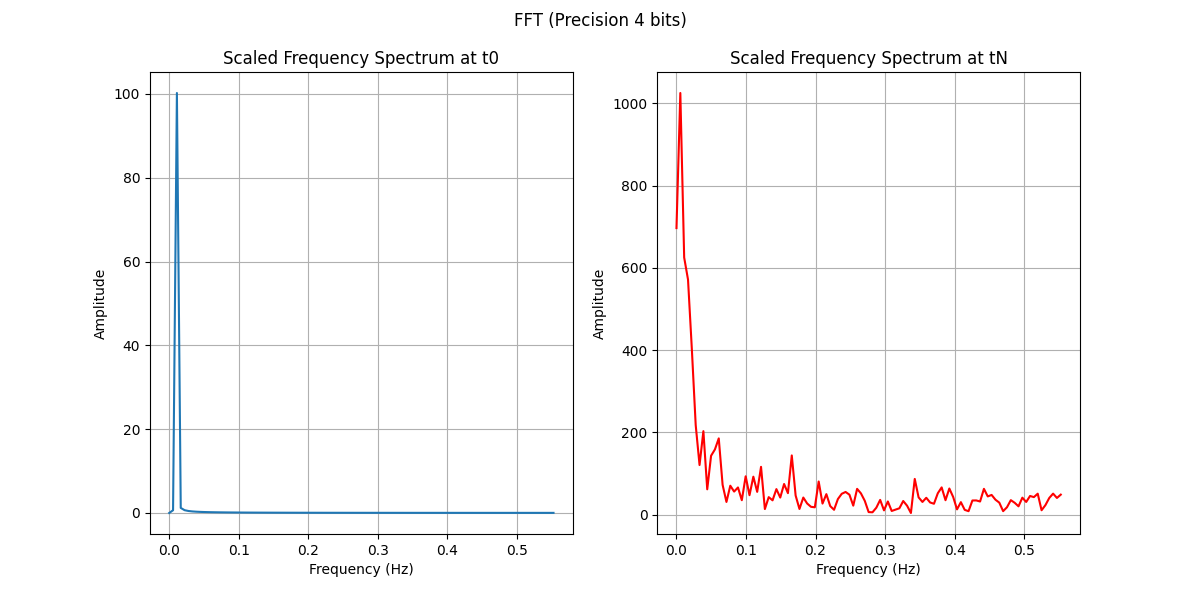 FFT (Precision 4 bits)
Scaled Frequency Spectrum at t0
Amplitude
100
80
60
40
20
0
0.0 0.1 0.2 0.3 0.4 0.5
Frequency (Hz)
Scaled Frequency Spectrum at tN
Amplitude
1000
800
600
400
200
0
0.0 0.1 0.2 0.3 0.4 0.5
Frequency (Hz)